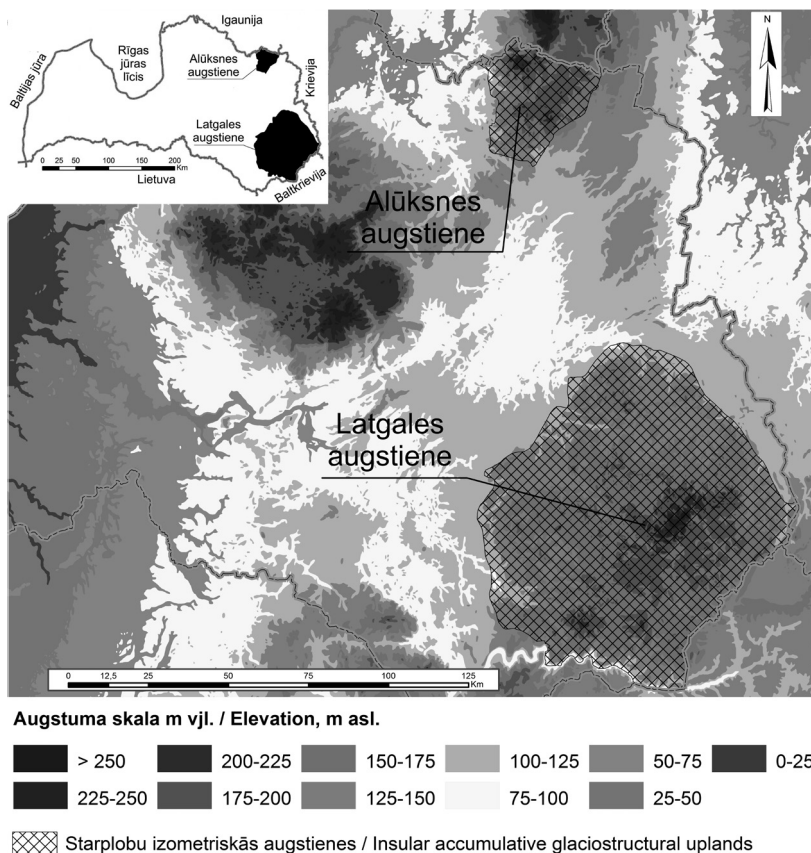 Igaunija
Alūksnes
augstiene
Rīgas
jūras
līcis
Baltijas jūra
Krievija
Latgales
augstiene
0 25 50 100 150 200
Km
Lietuva
Baltkrievija
N
Alūksnes
augstiene
Latgales
augstiene
0 12,5 25 50 75 100 125
Km
Augstuma skala m vjl. / Elevation, m asl.
> 250 200-225 150-175 100-125 50-75 0-25
225-250 175-200 125-150 75-100 25-50
Starplobu izometriskās augstienes / Insular accumulative glaciostructural uplands